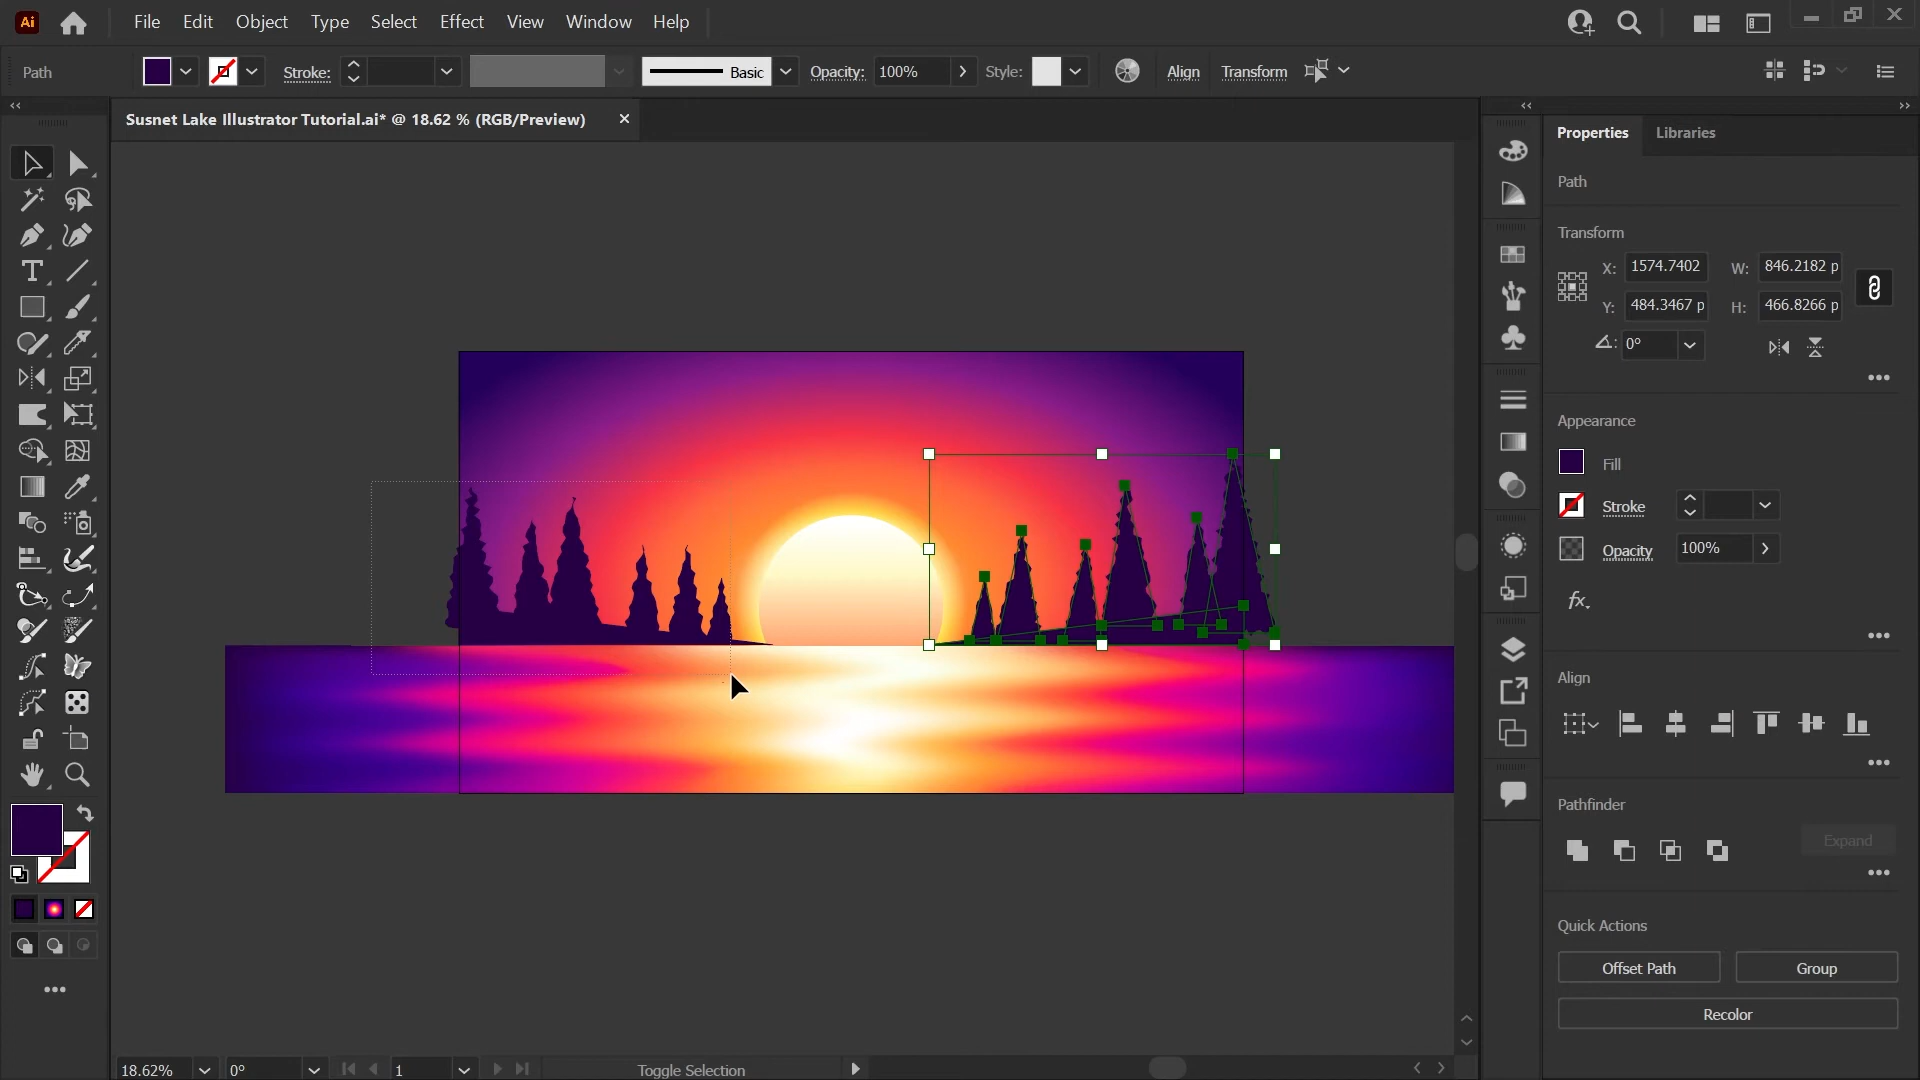 Ai File Edit Object Type Select Effect View Window Help
Path Stroke: Basic Opacity: 100% Style: Align Transform
Susnet Lake Illustrator Tutorial.ai* @ 18.62 % (RGB/Preview)
Properties Libraries
Path
Transform
X: 1574.7402 W: 846.2182 p
Y: 484.3467 p H: 466.8266 p
0°
Appearance
Fill
Stroke
Opacity 100%
fx.
Align
Pathfinder
Expand
Quick Actions
Offset Path Group
Recolor
18.62% 0° 1 Toggle Selection